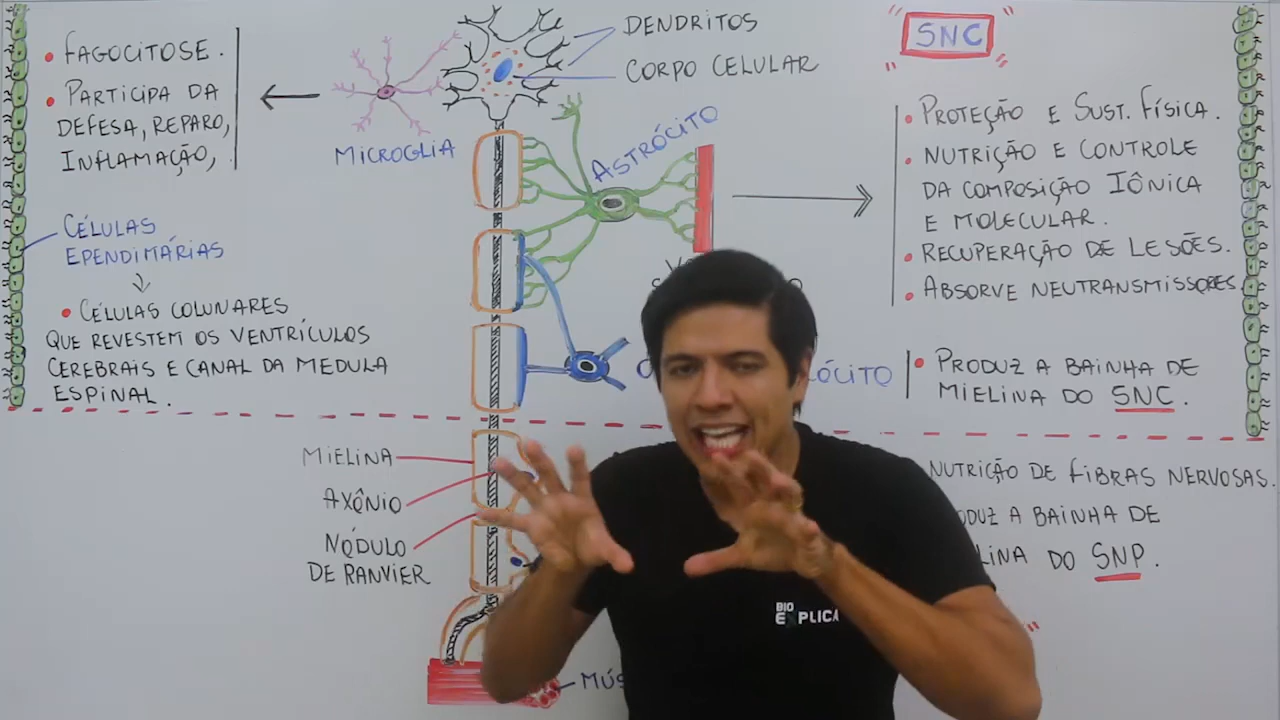 • FAGOCITOSE.
• PARTICIPA DA
DEFESA, REPARO,
INFLAMAÇÃO,
CÉLULAS
EPENDIMÁRIAS
• CÉLULAS COLUNARES
QUE REVESTEM OS VENTRÍCULOS
CEREBRAIS E CANAL DA MEDULA
ESPINAL.
MICROGLIA
DENDRITOS
CORPO CELULAR
ASTRÓCITO
MIELINA
AXÔNIO
NÓDULO
DE RANVIER
"SNC"
• PROTEÇÃO E SUST. FÍSICA.
• NUTRIÇÃO E CONTROLE
DA COMPOSIÇÃO IÔNICA
E MOLECULAR.
• RECUPERAÇÃO DE LESÕES.
• ABSORVE NEUTRANSMISSORES.
• PRODUZ A BAINHA DE
MIELINA DO SNC.
NUTRIÇÃO DE FIBRAS NERVOSAS.
A BAINHA DE
DO SNP.
BIO
EXPLICA